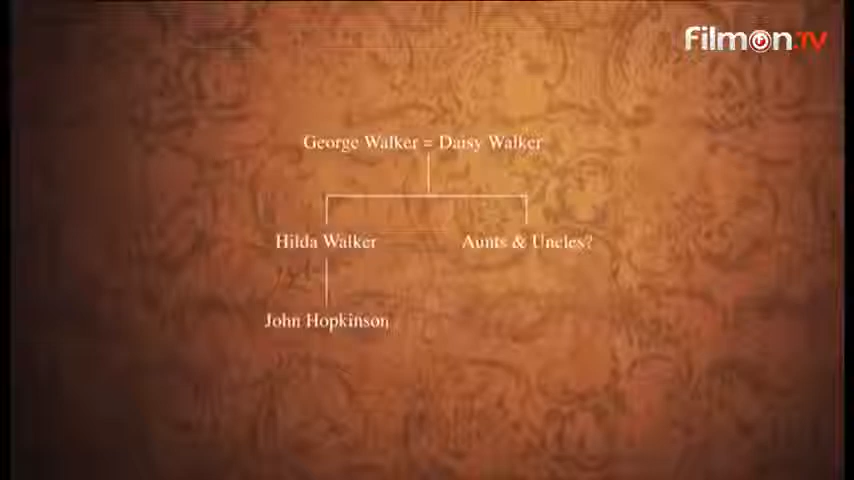 Filmon.TV
George Walker = Daisy Walker
Hilda Walker
Aunts & Uncles?
John Hopkinson